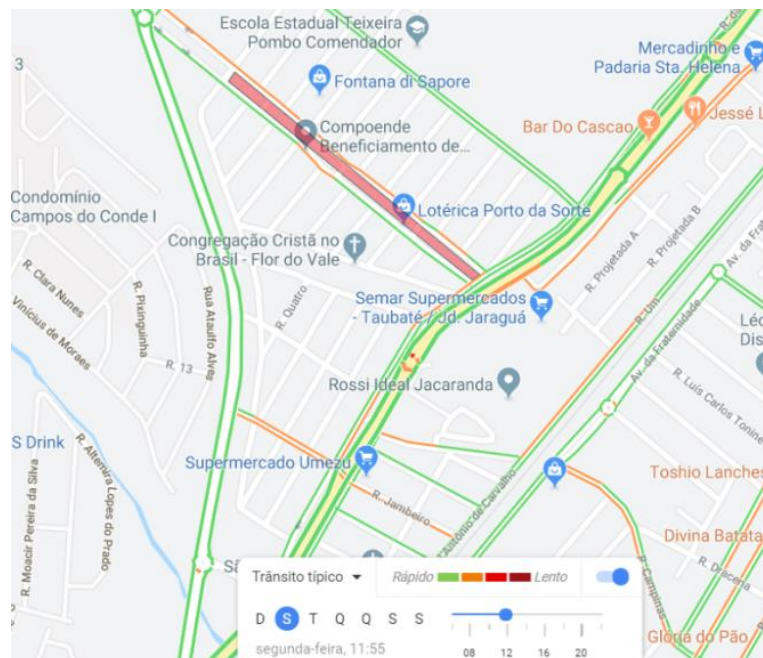 Escola Estadual Teixeira
Pombo Comendador
Mercadinho e
Padaria Sta. Helena
3
Fontana di Sapore
Bar Do Cascao
Jessé L
Compoende
Beneficiamento de...
Condomínio
Campos do Conde I
Lotérica Porto da Sorte
R. Projetada B
R. Projetada A
Av. da Fra
Congregação Cristã no
Brasil - Flor do Vale
R. Clara Nunes
R. Pixinguinha
Rua Ataulfo Alves
R. Quatro
Semar Supermercados
- Taubaté / Jd. Jaraguá
R. Um
Av. da Fraternidade
Léo
Dis
Vinícius de Moraes
R. 13
Rossi Ideal Jacaranda
R. Luís Carlos Tonine
S Drink
R. Altemira Lopes do Prado
R. Moacir Pereira da Silva
Supermercado Umezu
R. Jambeiro
Antônio de Carvalho
Toshio Lanches
Divina Batata
R. Dracena
R. Campinas
Glória do Pão
Sã
Trânsito típico
Rápido
Lento
D S T Q Q S S
segunda-feira, 11:55
08 12 16 20